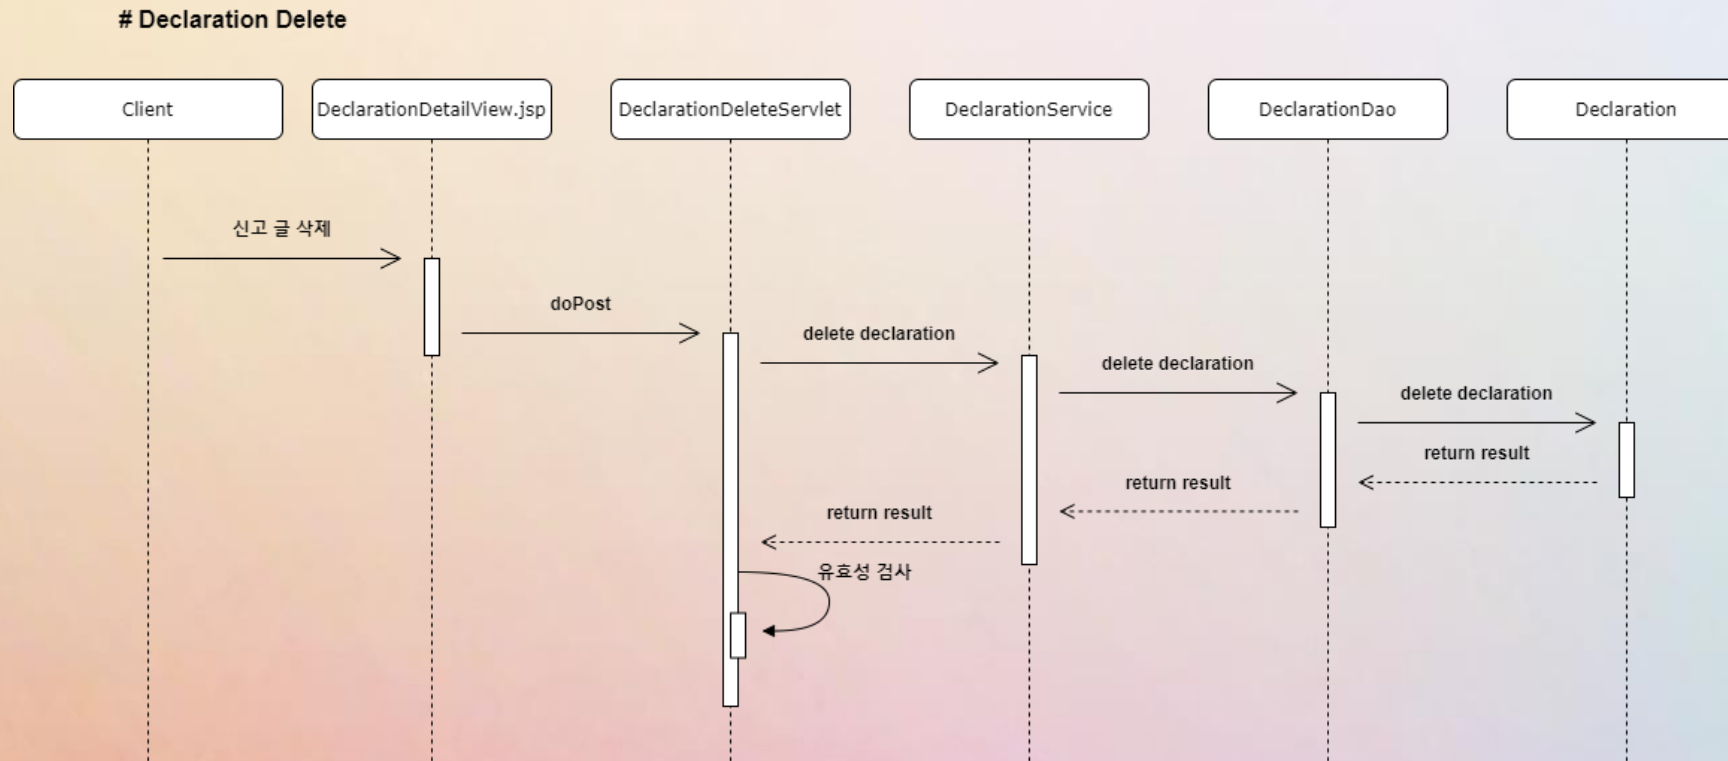 # Declaration Delete
Client
DeclarationDetailView.jsp
DeclarationDeleteServlet
DeclarationService
DeclarationDao
Declaration
신고 글 삭제
doPost
delete declaration
delete declaration
delete declaration
return result
return result
return result
유효성 검사